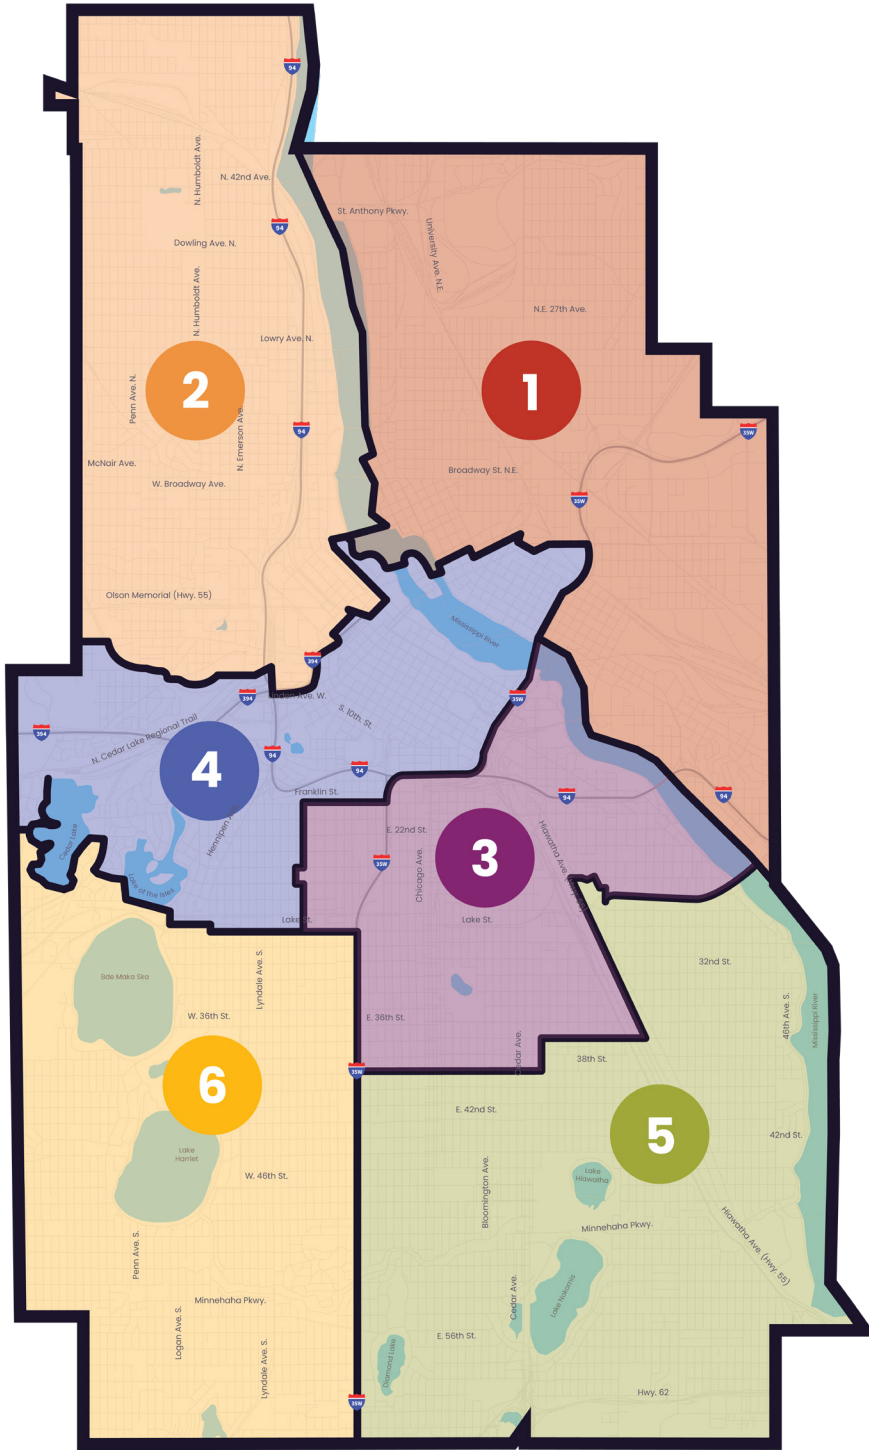 94
N. Humboldt Ave.
N. 42nd Ave.
St. Anthony Pkwy.
94
University Ave. N.E.
Dowling Ave. N.
N. Humboldt Ave.
N.E. 27th Ave.
Lowry Ave. N.
2
1
Penn Ave. N.
N. Emerson Ave.
94
35W
McNair Ave.
Broadway St. N.E.
W. Broadway Ave.
35W
Olson Memorial (Hwy. 55)
Mississippi River
394
394
Linden Ave. W.
35W
S. 10th. St.
394
N. Cedar Lake Regional Trail
94
4
94
Franklin St.
94
94
Hennipen
E. 22nd St.
Cedar Lake
3
35W
Chicago Ave.
Hiawatha Ave.
Lake of the Isles
Lake St.
Lake St.
Lyndale Ave. S.
32nd St.
Bde Maka Ska
W. 36th St.
E. 36th St.
46th Ave. S.
Mississippi River
Cedar Ave.
38th St.
35W
6
E. 42nd St.
5
42nd St.
Lake
Harriet
W. 46th St.
Lake
Hiawatha
Bloomington Ave.
Minnehaha Pkwy.
Penn Ave. S.
Hiawatha Ave. (Hwy. 55)
Minnehaha Pkwy.
Cedar Ave.
Lake Nokomis
Logan Ave. S.
E. 56th St.
Lyndale Ave. S.
Diamond Lake
35W
Hwy. 62